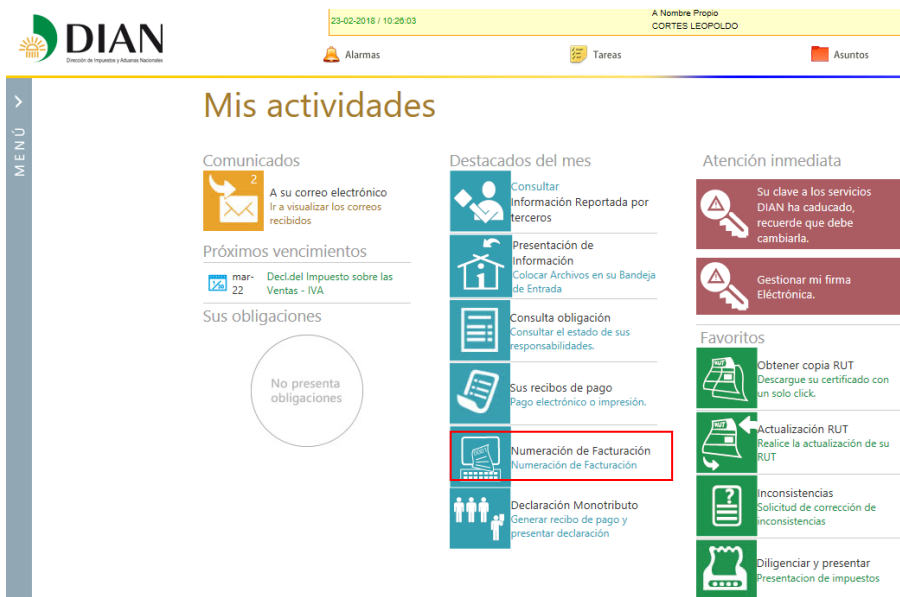 DIAN
Dirección de Impuestos y Aduanas Nacionales
23-02-2018 / 10:26:03
A Nombre Propio
CORTES LEOPOLDO
Alarmas
Tareas
Asuntos
MENÚ
Mis actividades
Comunicados
2
A su correo electrónico
Ir a visualizar los correos
recibidos
Próximos vencimientos
mar-
22
Decl.del Impuesto sobre las
Ventas - IVA
Sus obligaciones
No presenta
obligaciones
Destacados del mes
Consultar
Información Reportada por
terceros
Presentación de
Información
Colocar Archivos en su Bandeja
de Entrada
Consulta obligación
Consultar el estado de sus
responsabilidades.
Sus recibos de pago
Pago electrónico o impresión.
Numeración de Facturación
Numeración de Facturación
Declaración Monotributo
Generar recibo de pago y
presentar declaración
Atención inmediata
Su clave a los servicios
DIAN ha caducado,
recuerde que debe
cambiarla.
Gestionar mi firma
Eléctrónica.
Favoritos
RUT
Obtener copia RUT
Descargue su certificado con
un solo click.
RUT
Actualización RUT
Realice la actualización de su
RUT
Inconsistencias
Solicitud de corrección de
inconsistencias
Diligenciar y presentar
Presentacion de impuestos